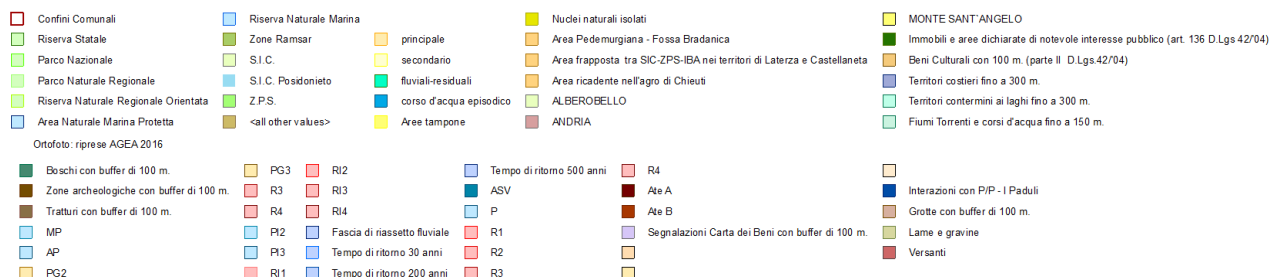 Confini Comunali
Riserva Statale
Parco Nazionale
Parco Naturale Regionale
Riserva Naturale Regionale Orientata
Area Naturale Marina Protetta
Riserva Naturale Marina
Zone Ramsar
S.I.C.
S.I.C. Posidonieto
Z.P.S.
<all other values>
principale
secondario
fluviali-residuali
corso d'acqua episodico
Aree tampone
Nuclei naturali isolati
Area Pedemurgiana - Fossa Bradanica
Area frapposta tra SIC-ZPS-IBA nei territori di Laterza e Castellaneta
Area ricadente nell'agro di Chieuti
ALBEROBELLO
ANDRIA
MONTE SANT`ANGELO
Immobili e aree dichiarate di notevole interesse pubblico (art. 136 D.Lgs 42/04)
Beni Culturali con 100 m. (parte II D.Lgs.42/04)
Territori costieri fino a 300 m.
Territori contermini ai laghi fino a 300 m.
Fiumi Torrenti e corsi d'acqua fino a 150 m.
Ortofoto: riprese AGEA 2016
Boschi con buffer di 100 m.
Zone archeologiche con buffer di 100 m.
Tratturi con buffer di 100 m.
MP
AP
PG2
PG3
R3
R4
PI2
PI3
RI1
RI2
RI3
RI4
Fascia di riassetto fluviale
Tempo di ritorno 30 anni
Tempo di ritorno 200 anni
Tempo di ritorno 500 anni
ASV
P
R1
R2
R3
R4
Ate A
Ate B
Segnalazioni Carta dei Beni con buffer di 100 m.
Interazioni con P/P - I Paduli
Grotte con buffer di 100 m.
Lame e gravine
Versanti